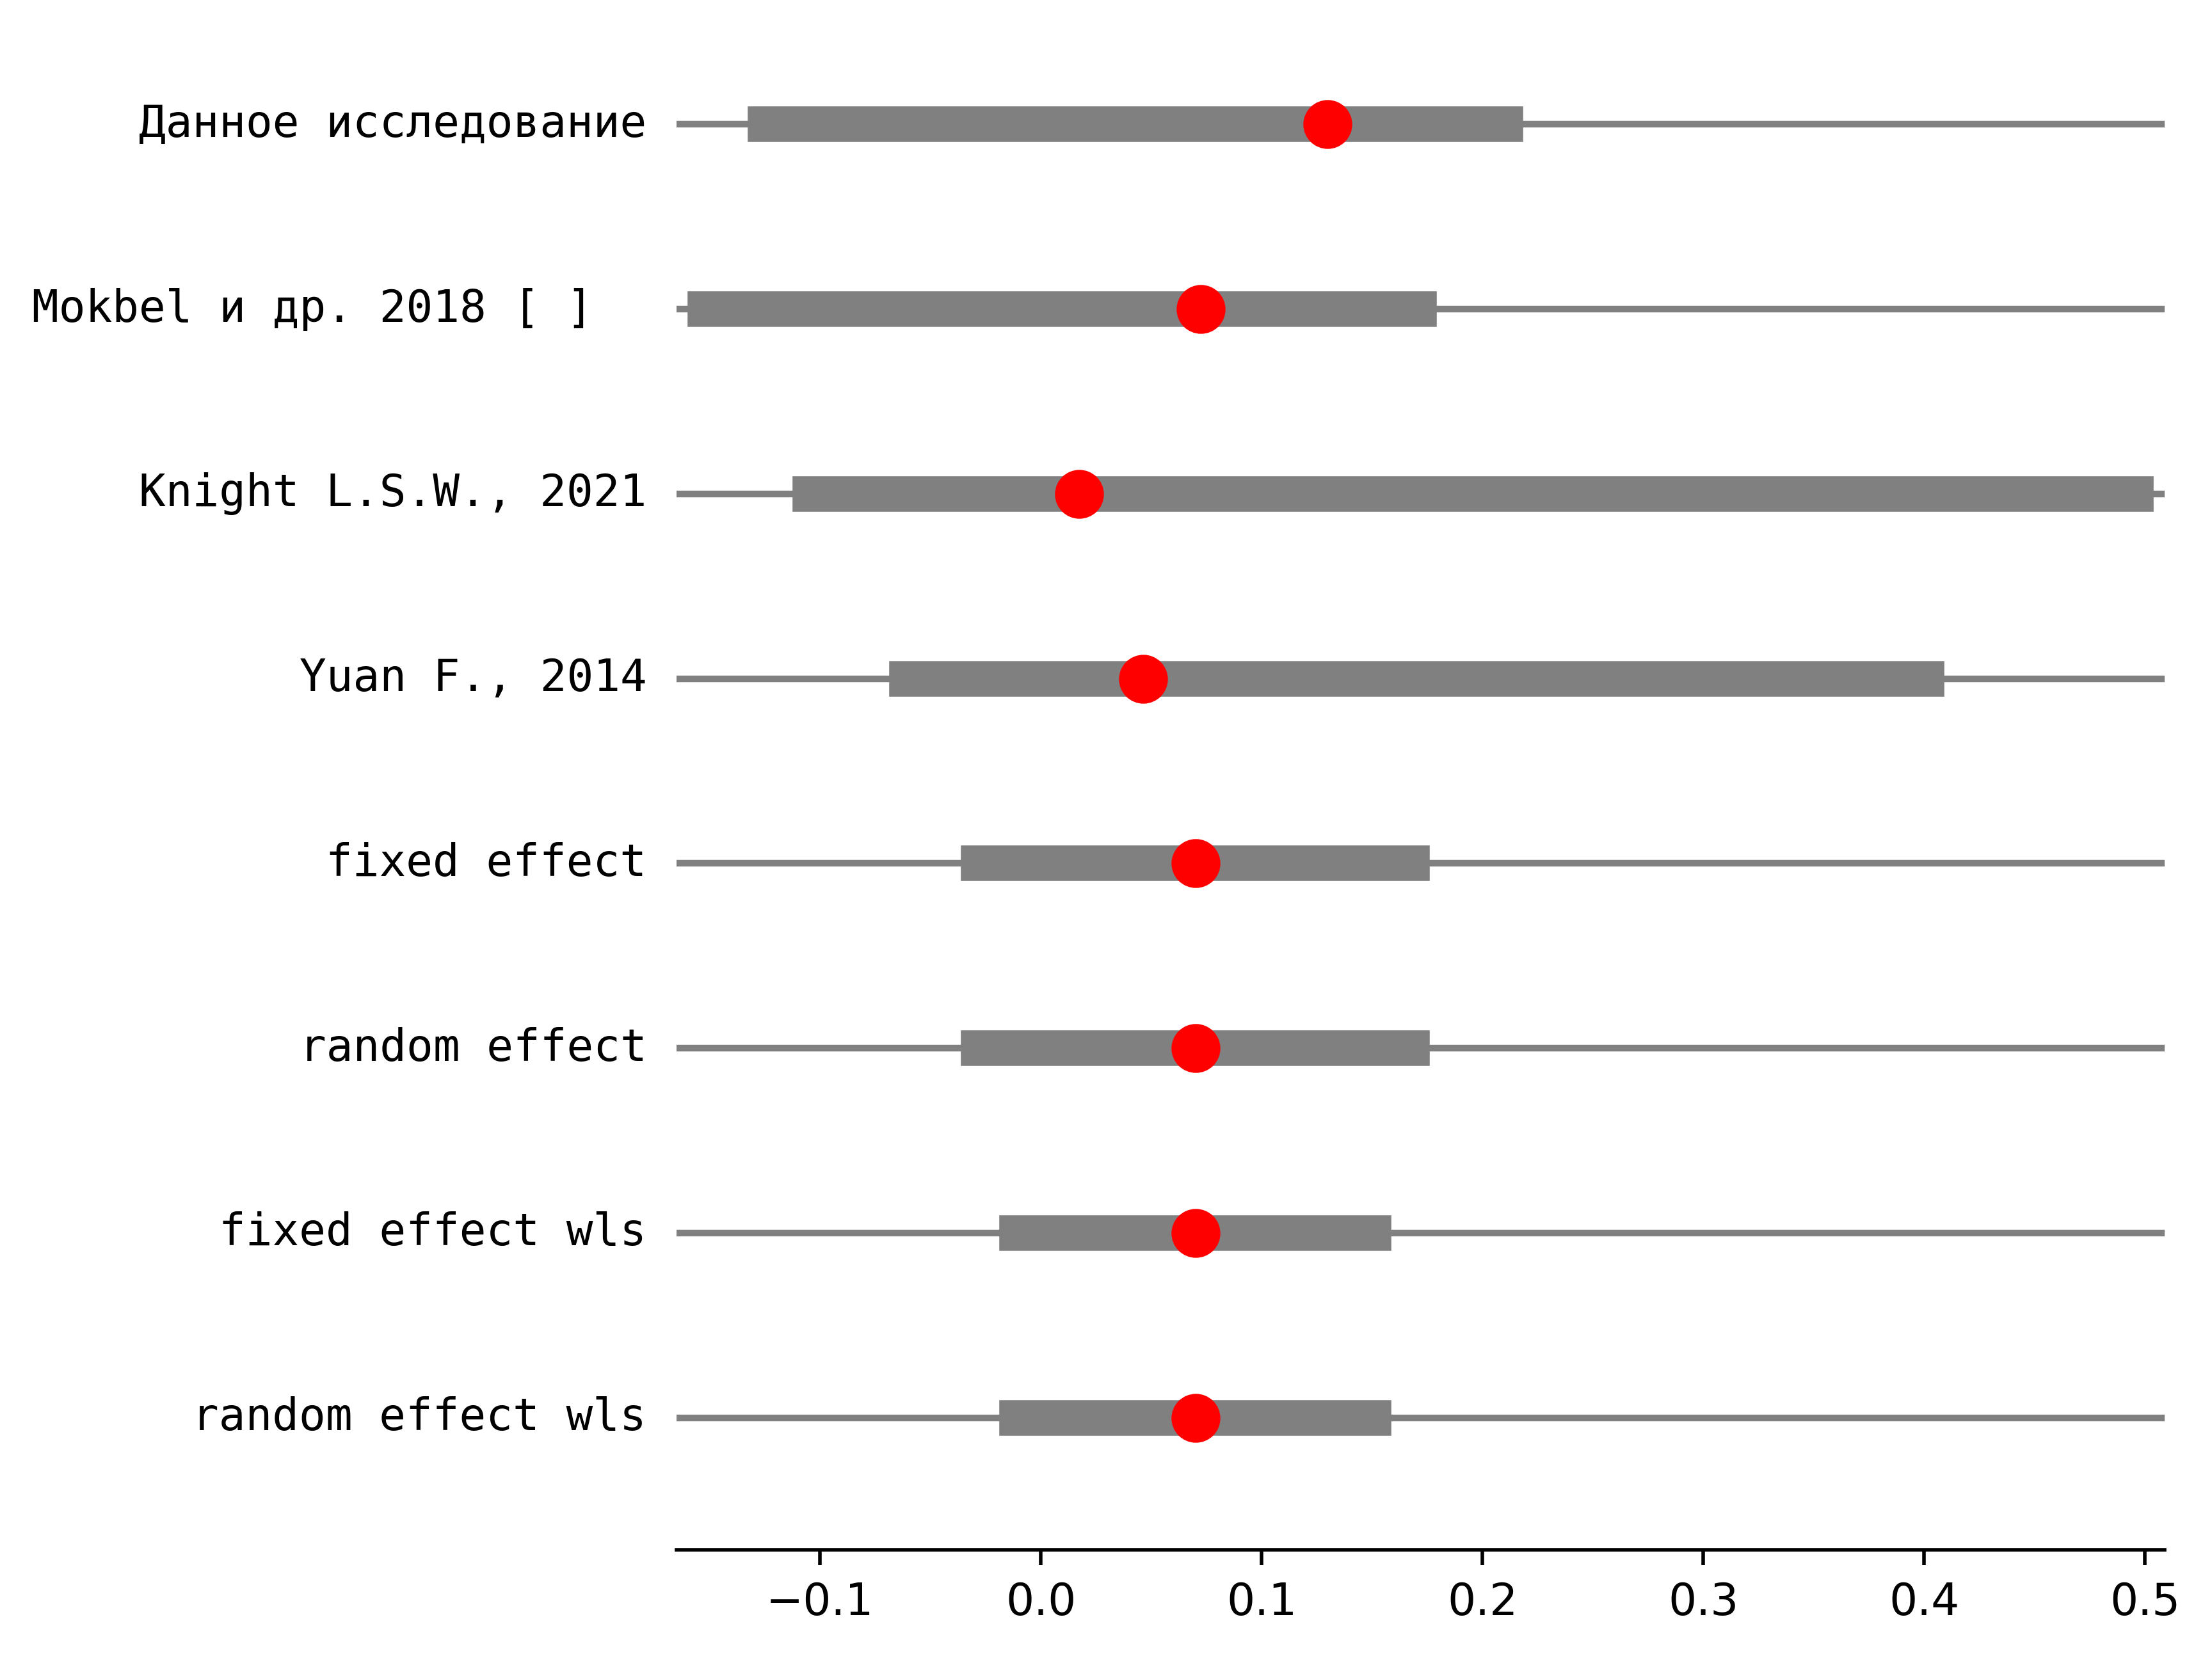 Данное исследование
Mokbel и др. 2018 [ ]
Knight L.S.W., 2021
Yuan F., 2014
fixed effect
random effect
fixed effect wls
random effect wls
−0.1 0.0 0.1 0.2 0.3 0.4 0.5